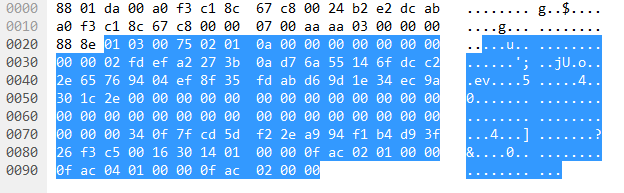 0000 88 01 da 00 a0 f3 c1 8c 67 c8 00 24 b2 e2 dc ab ........ g..$....
0010 a0 f3 c1 8c 67 c8 00 00 07 00 aa aa 03 00 00 00 ....g... ........
0020 88 8e 01 03 00 75 02 01 0a 00 00 00 00 00 00 00 .....u.. ........
0030 00 00 02 fd ef a2 27 3b 0a d7 6a 55 14 6f dc c2 ......'; ..jU.o..
0040 2e 65 76 94 04 ef 8f 35 fd ab d6 9d 1e 34 ec 9a .ev....5 .....4..
0050 30 1c 2e 00 00 00 00 00 00 00 00 00 00 00 00 00 0....... ........
0060 00 00 00 00 00 00 00 00 00 00 00 00 00 00 00 00 ........ ........
0070 00 00 00 34 0f 7f cd 5d f2 2e a9 94 f1 b4 d9 3f ...4...] .......?
0080 26 f3 c5 00 16 30 14 01 00 00 0f ac 02 01 00 00 &....0.. ........
0090 0f ac 04 01 00 00 0f ac 02 00 00 ........ ...